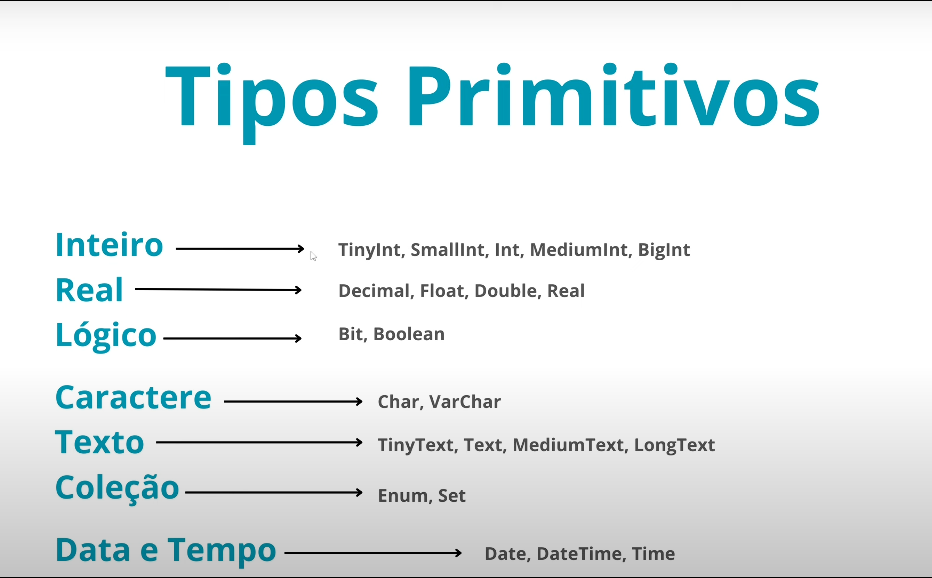 Tipos Primitivos
Inteiro TinyInt, SmallInt, Int, MediumInt, BigInt
Real Decimal, Float, Double, Real
Lógico Bit, Boolean
Caractere Char, VarChar
Texto TinyText, Text, MediumText, LongText
Coleção Enum, Set
Data e Tempo Date, DateTime, Time